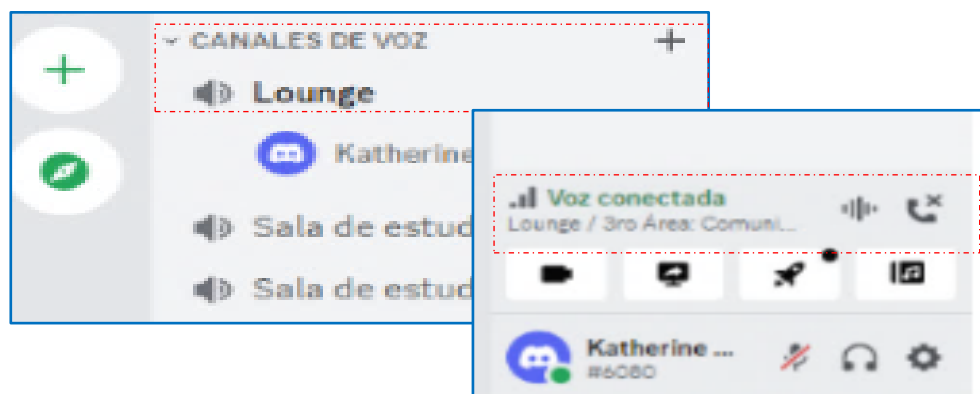 CANALES DE VOZ
Lounge
Katherine
Sala de estud
Sala de estud
Voz conectada
Lounge / 3ro Área: Comuni...
Katherine ...
#6080